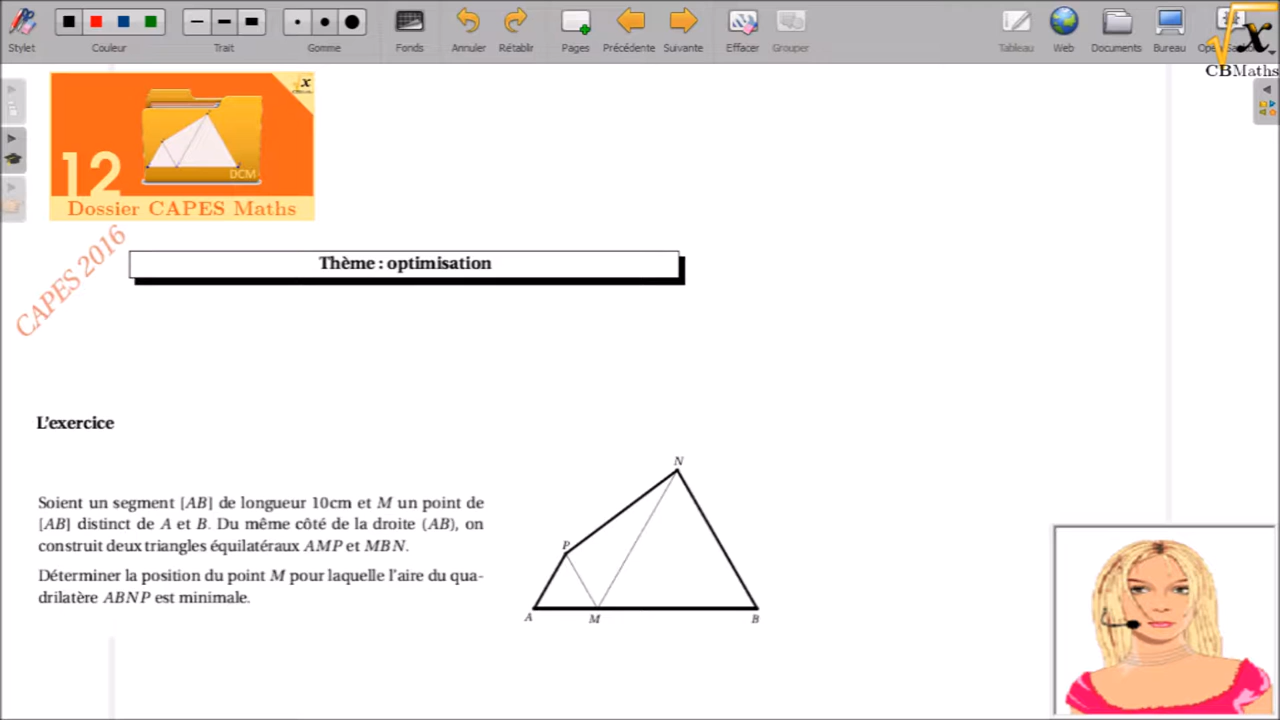 Stylet
Couleur
Trait
Gomme
Fonds
Annuler
Rétablir
Pages
Précédente
Suivante
Effacer
Grouper
Tableau
Web
Documents
Bureau
x
CBMaths
x
12
DCM
Dossier CAPES Maths
CAPES 2016
Thème : optimisation
L'exercice
Soient un segment [AB] de longueur 10cm et M un point de
[AB] distinct de A et B. Du même côté de la droite (AB), on
construit deux triangles équilatéraux AMP et MBN.
Déterminer la position du point M pour laquelle l'aire du qua-
drilatère ABNP est minimale.
N
P
A
M
B